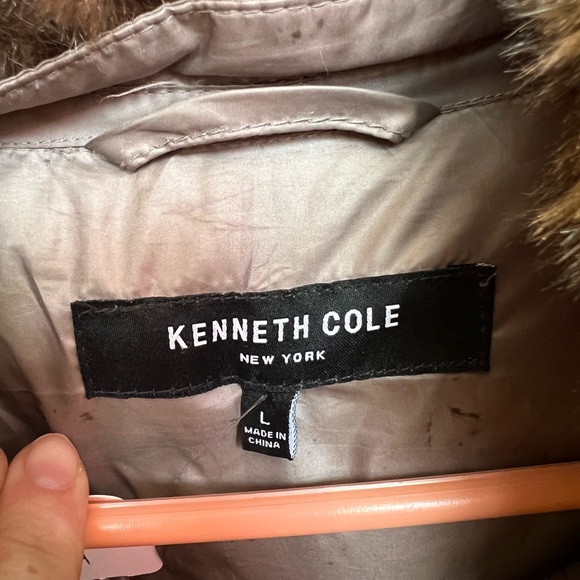 KENNETH COLE
NEW YORK
L
MADE IN
CHINA